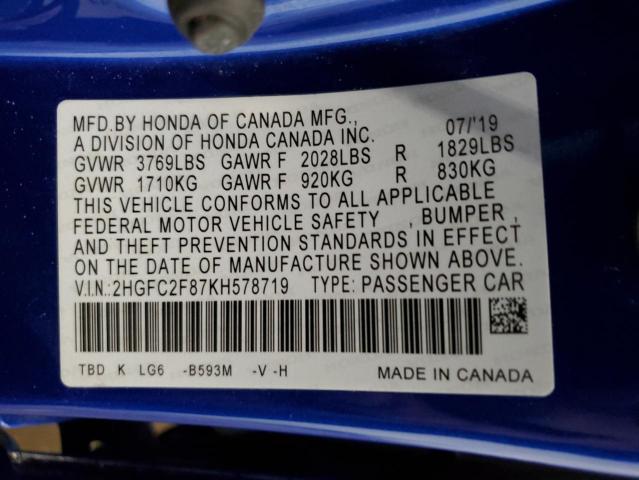 MFD.BY HONDA OF CANADA MFG., 07/'19
A DIVISION OF HONDA CANADA INC.
GVWR 3769LBS GAWR F 2028LBS R 1829LBS
GVWR 1710KG GAWR F 920KG R 830KG
THIS VEHICLE CONFORMS TO ALL APPLICABLE
FEDERAL MOTOR VEHICLE SAFETY , BUMPER ,
AND THEFT PREVENTION STANDARDS IN EFFECT
ON THE DATE OF MANUFACTURE SHOWN ABOVE.
V.I.N.:2HGFC2F87KH578719 TYPE: PASSENGER CAR
TBD K LG6 -B593M -V -H MADE IN CANADA